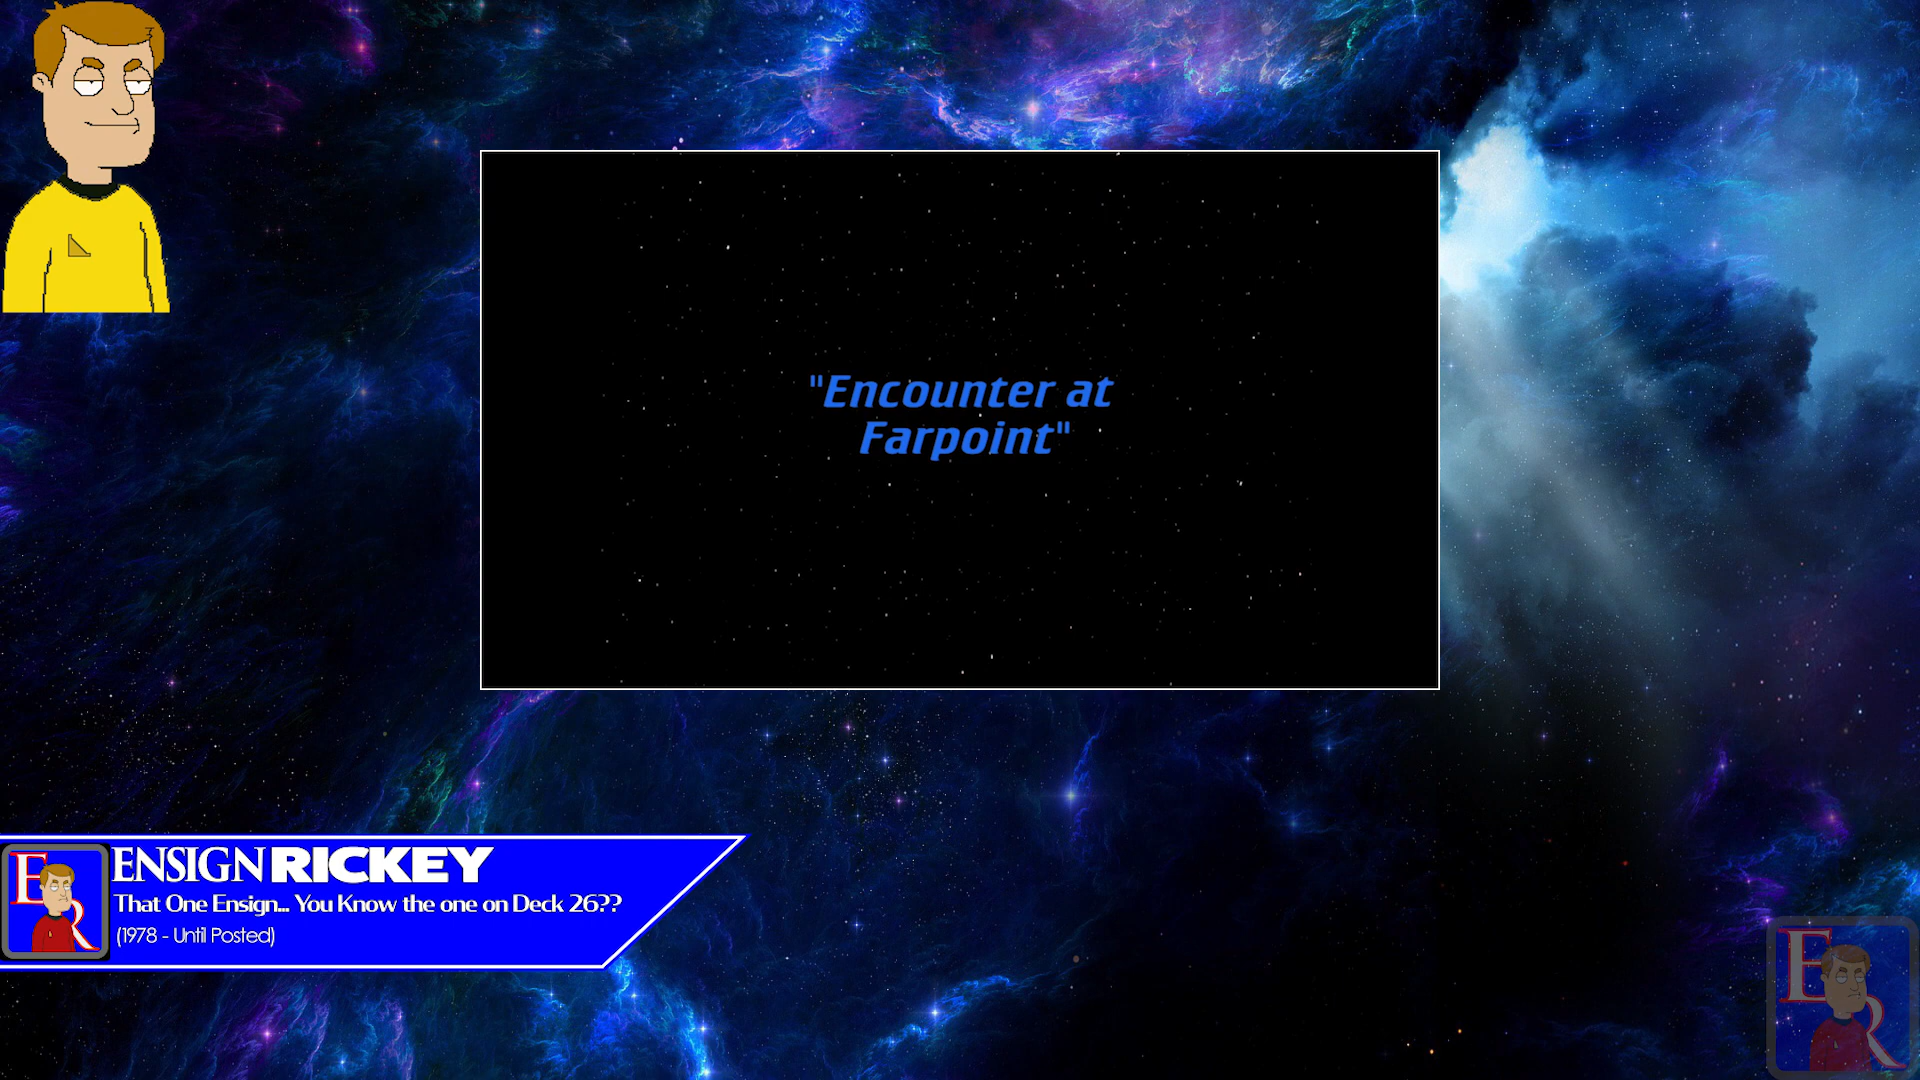 "Encounter at
Farpoint"
ENSIGN RICKEY
That One Ensign... You Know the one on Deck 26??
(1978 - Until Posted)
E
R
E
R